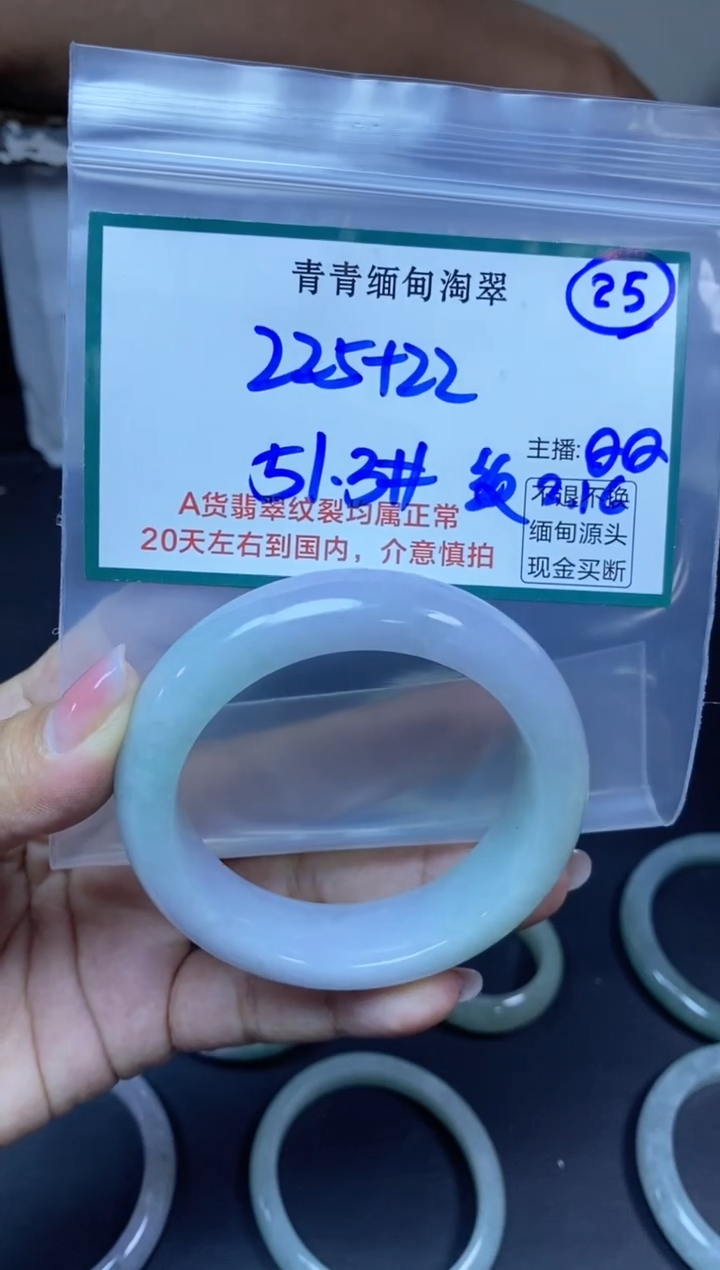 青青缅甸淘翠
25
225+22
51.3#
主播:QQ
A货翡翠纹裂均属正常
不退不换
20天左右到国内，介意慎拍
缅甸源头
现金买断